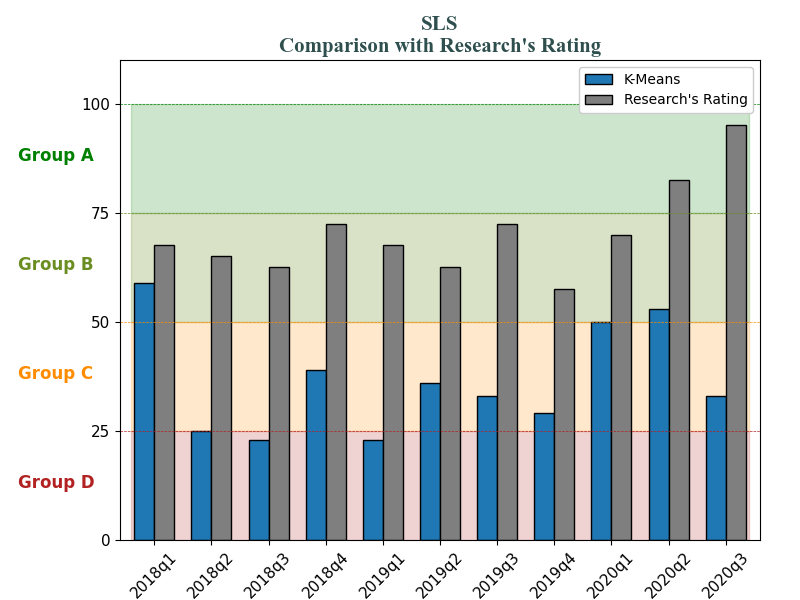 SLS
Comparison with Research's Rating
K-Means
Research's Rating
100
Group A
75
Group B
50
Group C
25
Group D
0
2018q1
2018q2
2018q3
2018q4
2019q1
2019q2
2019q3
2019q4
2020q1
2020q2
2020q3